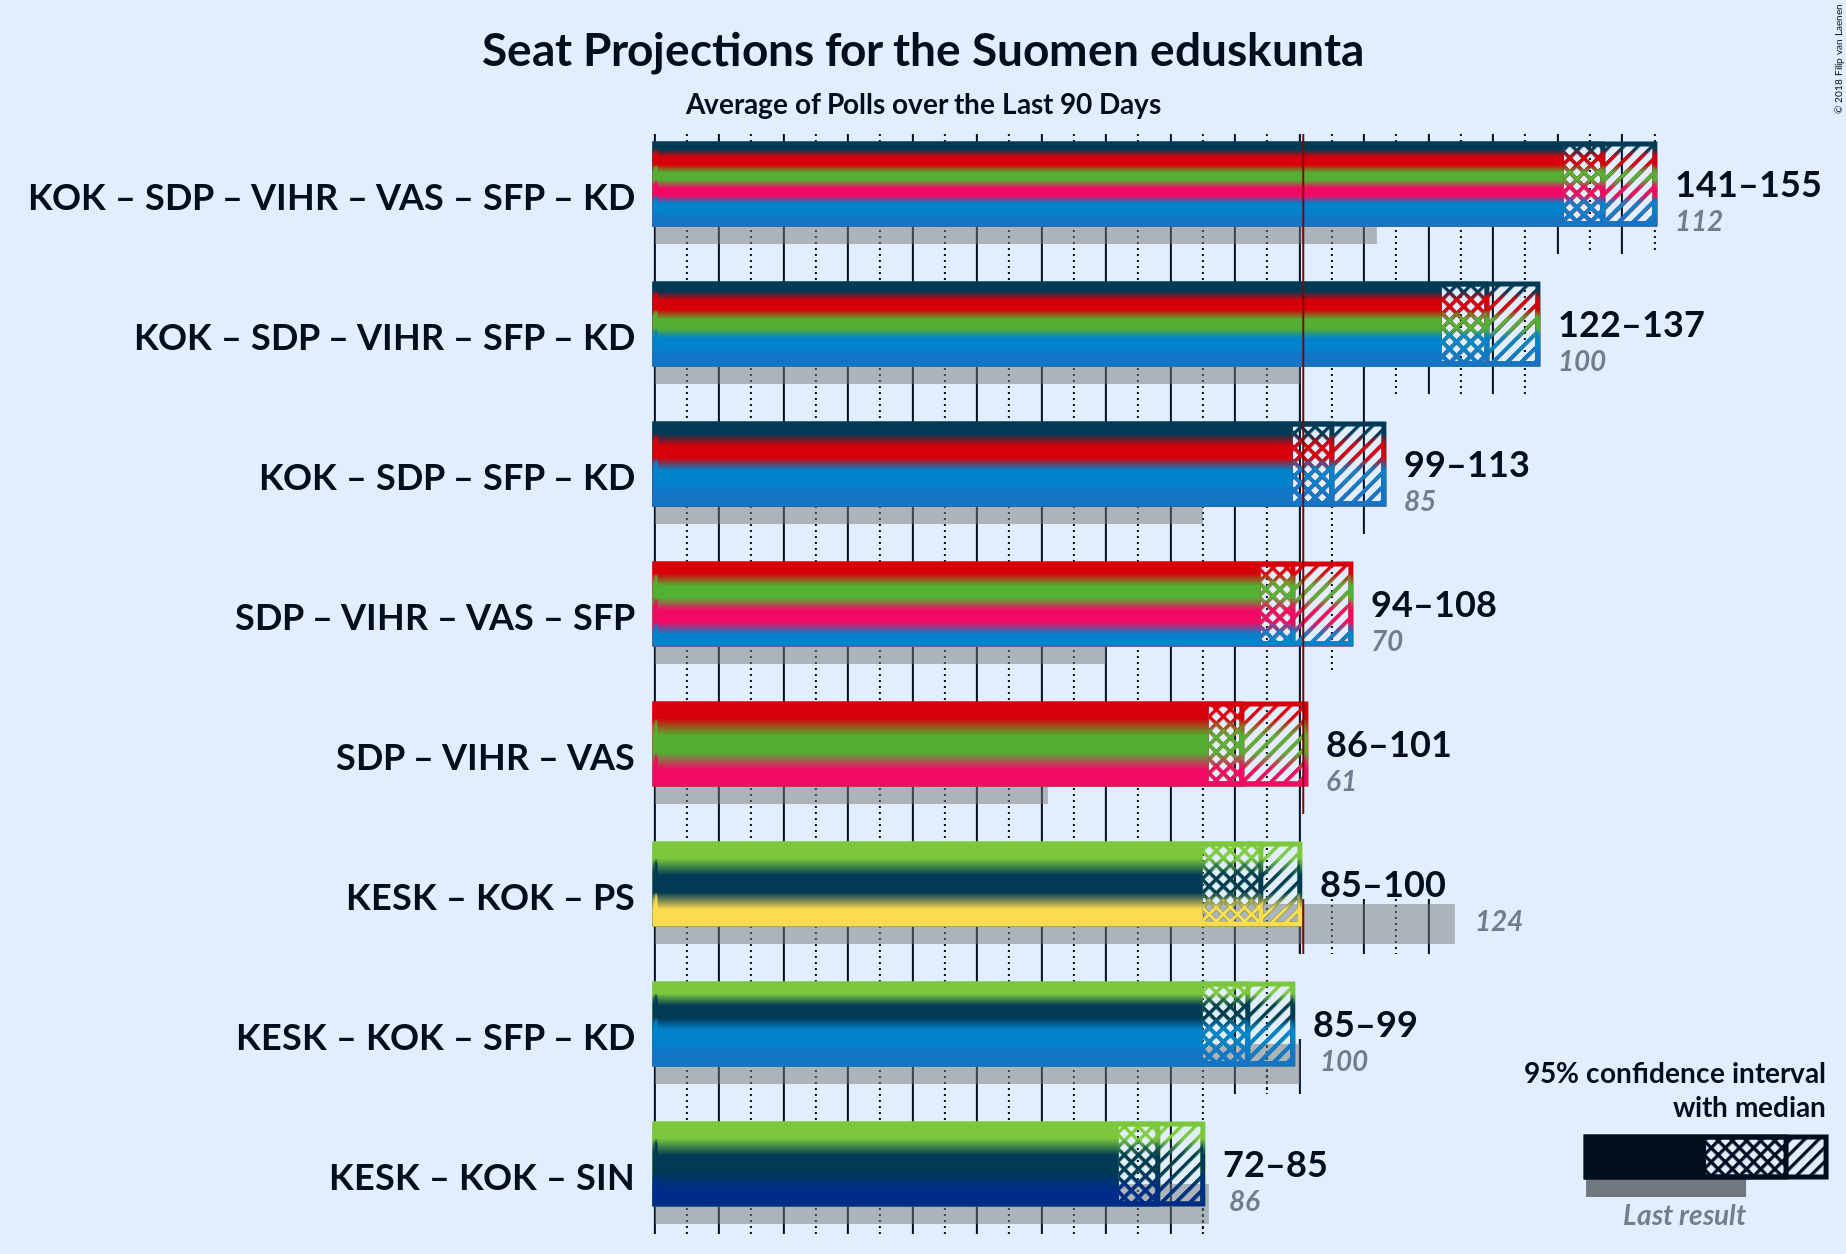 Seat Projections for the Suomen eduskunta
Average of Polls over the Last 90 Days
© 2018 Filip van Laenen
KOK – SDP – VIHR – VAS – SFP – KD
141–155
112
KOK – SDP – VIHR – SFP – KD
122–137
100
KOK – SDP – SFP – KD
99–113
85
SDP – VIHR – VAS – SFP
94–108
70
SDP – VIHR – VAS
86–101
61
KESK – KOK – PS
85–100
124
KESK – KOK – SFP – KD
85–99
100
KESK – KOK – SIN
72–85
86
95% confidence interval
with median
Last result